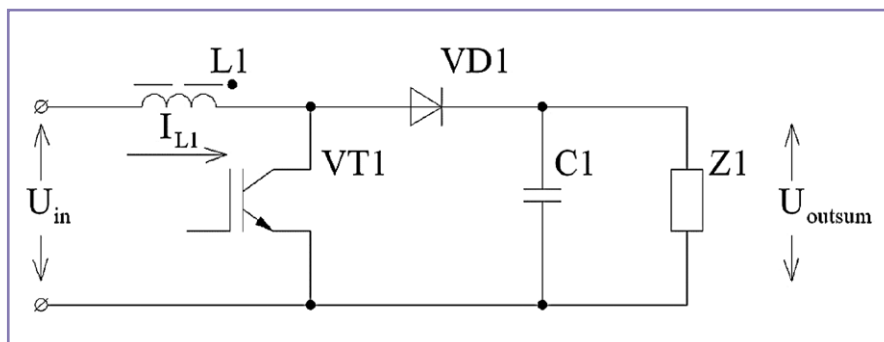 L1
VD1
I_L1
VT1
C1
Z1
U_in
U_outsum